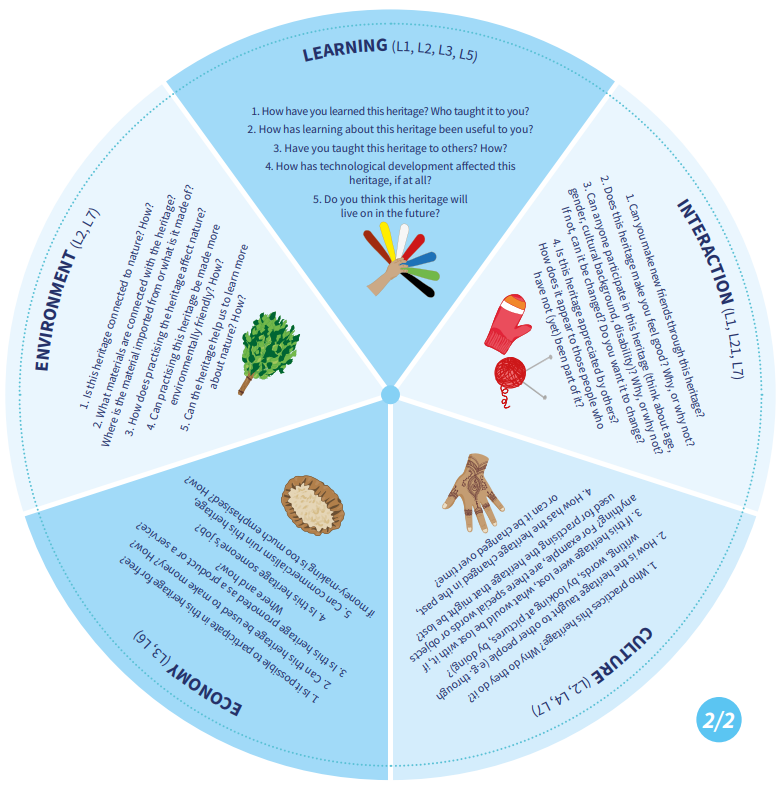 LEARNING (L1, L2, L3, L5)
1. How have you learned this heritage? Who taught it to you?
2. How has learning about this heritage been useful to you?
3. Have you taught this heritage to others? How?
4. How has technological development affected this
heritage, if at all?
5. Do you think this heritage will
live on in the future?
INTERACTION (L1, L21, L7)
1. Can you make new friends through this heritage?
2. Does this heritage make you feel good? Why, or why not?
3. Can anyone participate in this heritage (think about age,
gender, cultural background, disability)? Why, or why not?
If not, can it be changed? Do you want it to change?
4. Is this heritage appreciated by others?
How does it appear to those people who
have not (yet) been part of it?
CULTURE (L2, L4, L7)
1. Who practices this heritage? Why do they do it?
2. How is the heritage taught to other people (e.g. through
writing, words, pictures, by looking at or by doing)?
3. If this heritage were lost, what would be lost with it, if
anything? For example, are there special words or objects
used for practising the heritage that might be lost?
4. How has the heritage changed in the past,
or can it be changed over time?
ECONOMY (L3, L6)
1. Is it possible to participate in this heritage for free?
2. Can this heritage be used to make money? How?
3. Is this heritage promoted as a product or a service?
Where and how?
4. Is this heritage someone's job?
5. Can commercialism ruin this heritage,
if money-making is too much emphasised? How?
ENVIRONMENT (L2, L7)
1. Is this heritage connected to nature? How?
2. What materials are connected with the heritage?
Where is the material imported from or what is it made of?
3. How does practising the heritage affect nature?
4. Can practising this heritage be made more
environmentally friendly? How?
5. Can the heritage help us to learn more
about nature? How?
2/2